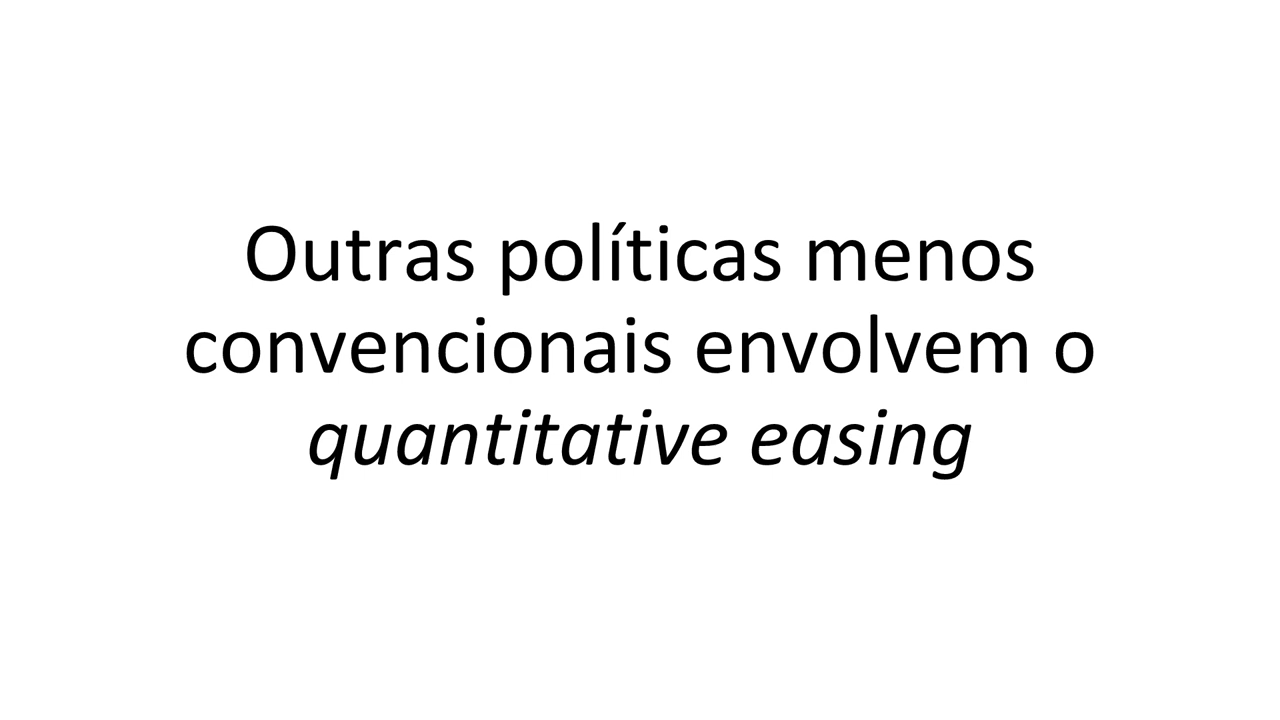 Outras políticas menos
convencionais envolvem o
quantitative easing